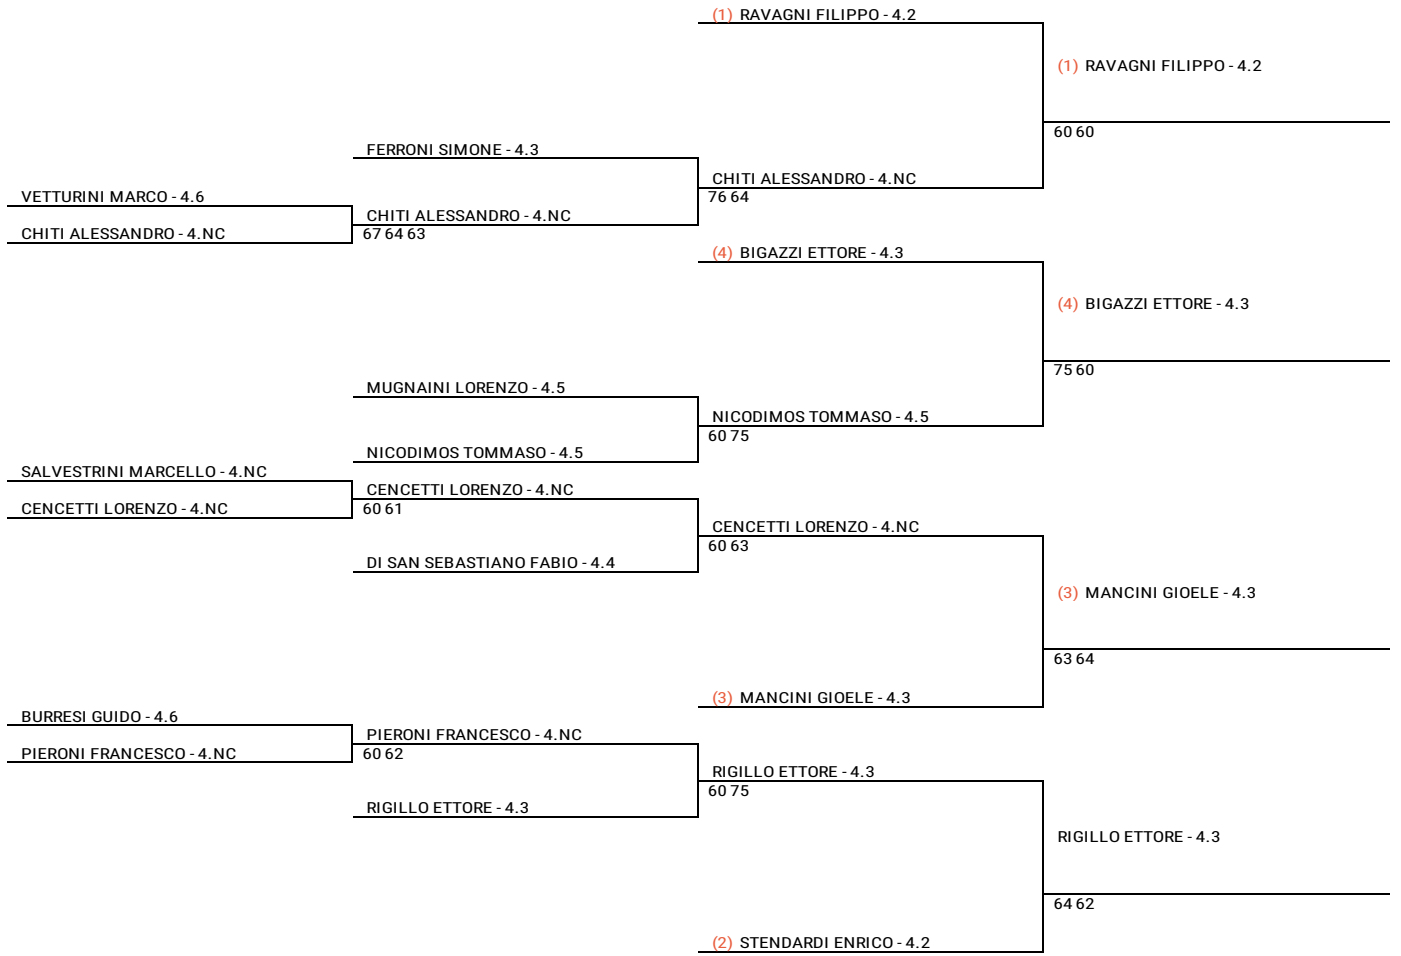 (1) RAVAGNI FILIPPO - 4.2
(1) RAVAGNI FILIPPO - 4.2
60 60
FERRONI SIMONE - 4.3
CHITI ALESSANDRO - 4.NC
76 64
VETTURINI MARCO - 4.6
CHITI ALESSANDRO - 4.NC
67 64 63
CHITI ALESSANDRO - 4.NC
(4) BIGAZZI ETTORE - 4.3
(4) BIGAZZI ETTORE - 4.3
75 60
MUGNAINI LORENZO - 4.5
NICODIMOS TOMMASO - 4.5
60 75
NICODIMOS TOMMASO - 4.5
SALVESTRINI MARCELLO - 4.NC
CENCETTI LORENZO - 4.NC
60 61
CENCETTI LORENZO - 4.NC
CENCETTI LORENZO - 4.NC
60 63
DI SAN SEBASTIANO FABIO - 4.4
(3) MANCINI GIOELE - 4.3
63 64
(3) MANCINI GIOELE - 4.3
BURRESI GUIDO - 4.6
PIERONI FRANCESCO - 4.NC
60 62
PIERONI FRANCESCO - 4.NC
RIGILLO ETTORE - 4.3
60 75
RIGILLO ETTORE - 4.3
RIGILLO ETTORE - 4.3
64 62
(2) STENDARDI ENRICO - 4.2